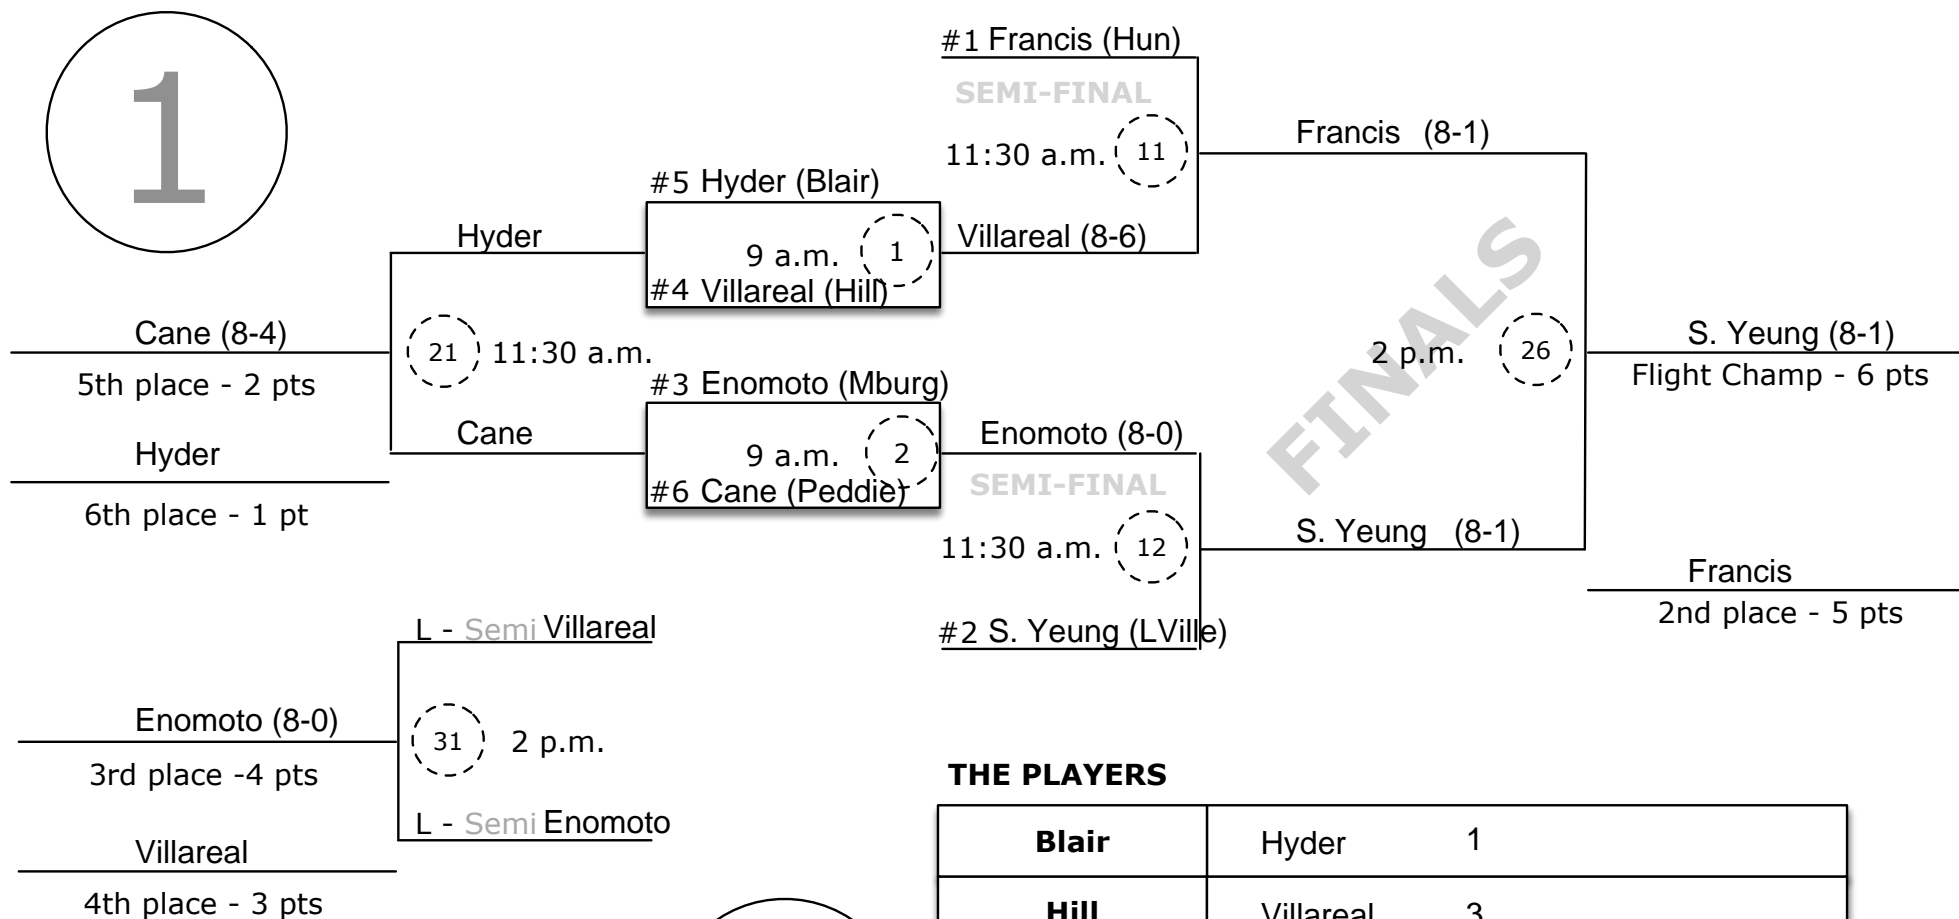 1
#1 Francis (Hun)
SEMI-FINAL
11:30 a.m. 11
Francis (8-1)
#5 Hyder (Blair)
Hyder
9 a.m. 1
Villareal (8-6)
#4 Villareal (Hill)
Cane (8-4)
21 11:30 a.m.
5th place - 2 pts
#3 Enomoto (Mburg)
FINALS
2 p.m. 26
S. Yeung (8-1)
Flight Champ - 6 pts
Hyder
Cane
9 a.m. 2
Enomoto (8-0)
#6 Cane (Peddie)
SEMI-FINAL
6th place - 1 pt
11:30 a.m. 12
S. Yeung (8-1)
Francis
2nd place - 5 pts
#2 S. Yeung (LVille)
L - Semi Villareal
Enomoto (8-0)
31 2 p.m.
3rd place -4 pts
L - Semi Enomoto
Villareal
4th place - 3 pts
THE PLAYERS
Blair Hyder 1
Hill Villareal 3